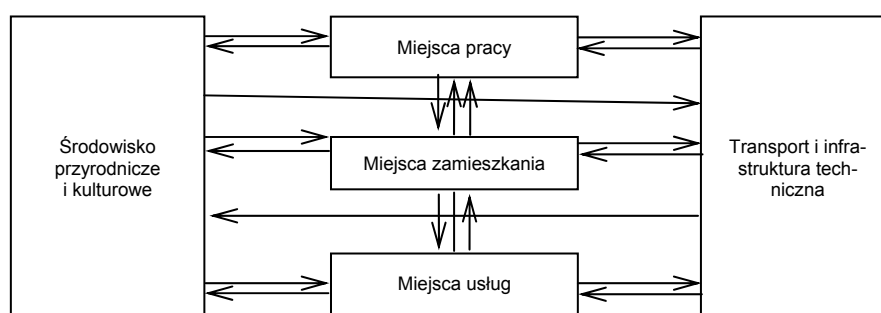 Miejsca pracy
Środowisko
przyrodnicze
i kulturowe
Miejsca zamieszkania
Transport i infra-
struktura tech-
niczna
Miejsca usług